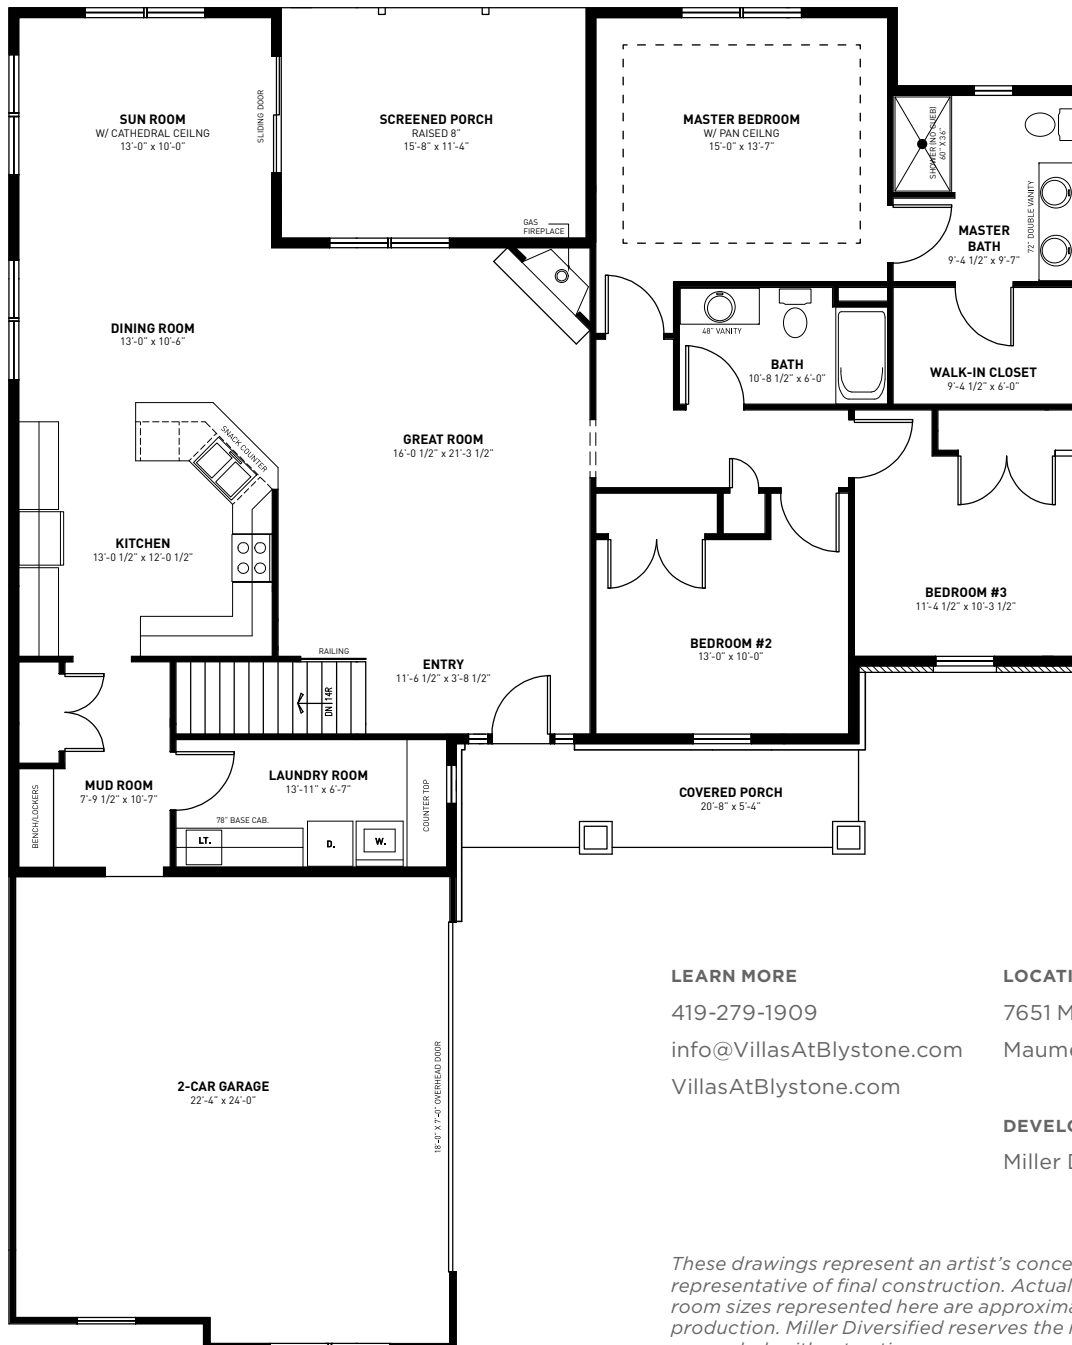 SUN ROOM
W/ CATHEDRAL CEILNG
13'-0" x 10'-0"
SLIDING DOOR
SCREENED PORCH
RAISED 8"
15'-8" x 11'-4"
GAS
FIREPLACE
MASTER BEDROOM
W/ PAN CEILNG
15'-0" x 13'-7"
SHOWER (NO CUEB)
60" X 36"
72" DOUBLE VANITY
MASTER
BATH
9'-4 1/2" x 9'-7"
DINING ROOM
13'-0" x 10'-6"
48" VANITY
BATH
10'-8 1/2" x 6'-0"
WALK-IN CLOSET
9'-4 1/2" x 6'-0"
SNACK COUNTER
GREAT ROOM
16'-0 1/2" x 21'-3 1/2"
KITCHEN
13'-0 1/2" x 12'-0 1/2"
BEDROOM #3
11'-4 1/2" x 10'-3 1/2"
BEDROOM #2
13'-0" x 10'-0"
RAILING
ENTRY
11'-6 1/2" x 3'-8 1/2"
DN 14R
MUD ROOM
7'-9 1/2" x 10'-7"
BENCH/LOCKERS
LAUNDRY ROOM
13'-11" x 6'-7"
78" BASE CAB.
LT.
D.
W.
COUNTER TOP
COVERED PORCH
20'-8" x 5'-4"
2-CAR GARAGE
22'-4" x 24'-0"
18'-0" X 7'-0" OVERHEAD DOOR
LEARN MORE
419-279-1909
info@VillasAtBlystone.com
VillasAtBlystone.com
LOCATI
7651 M
Maume
DEVELO
Miller D
These drawings represent an artist's conce
representative of final construction. Actual
room sizes represented here are approxima
production. Miller Diversified reserves the r